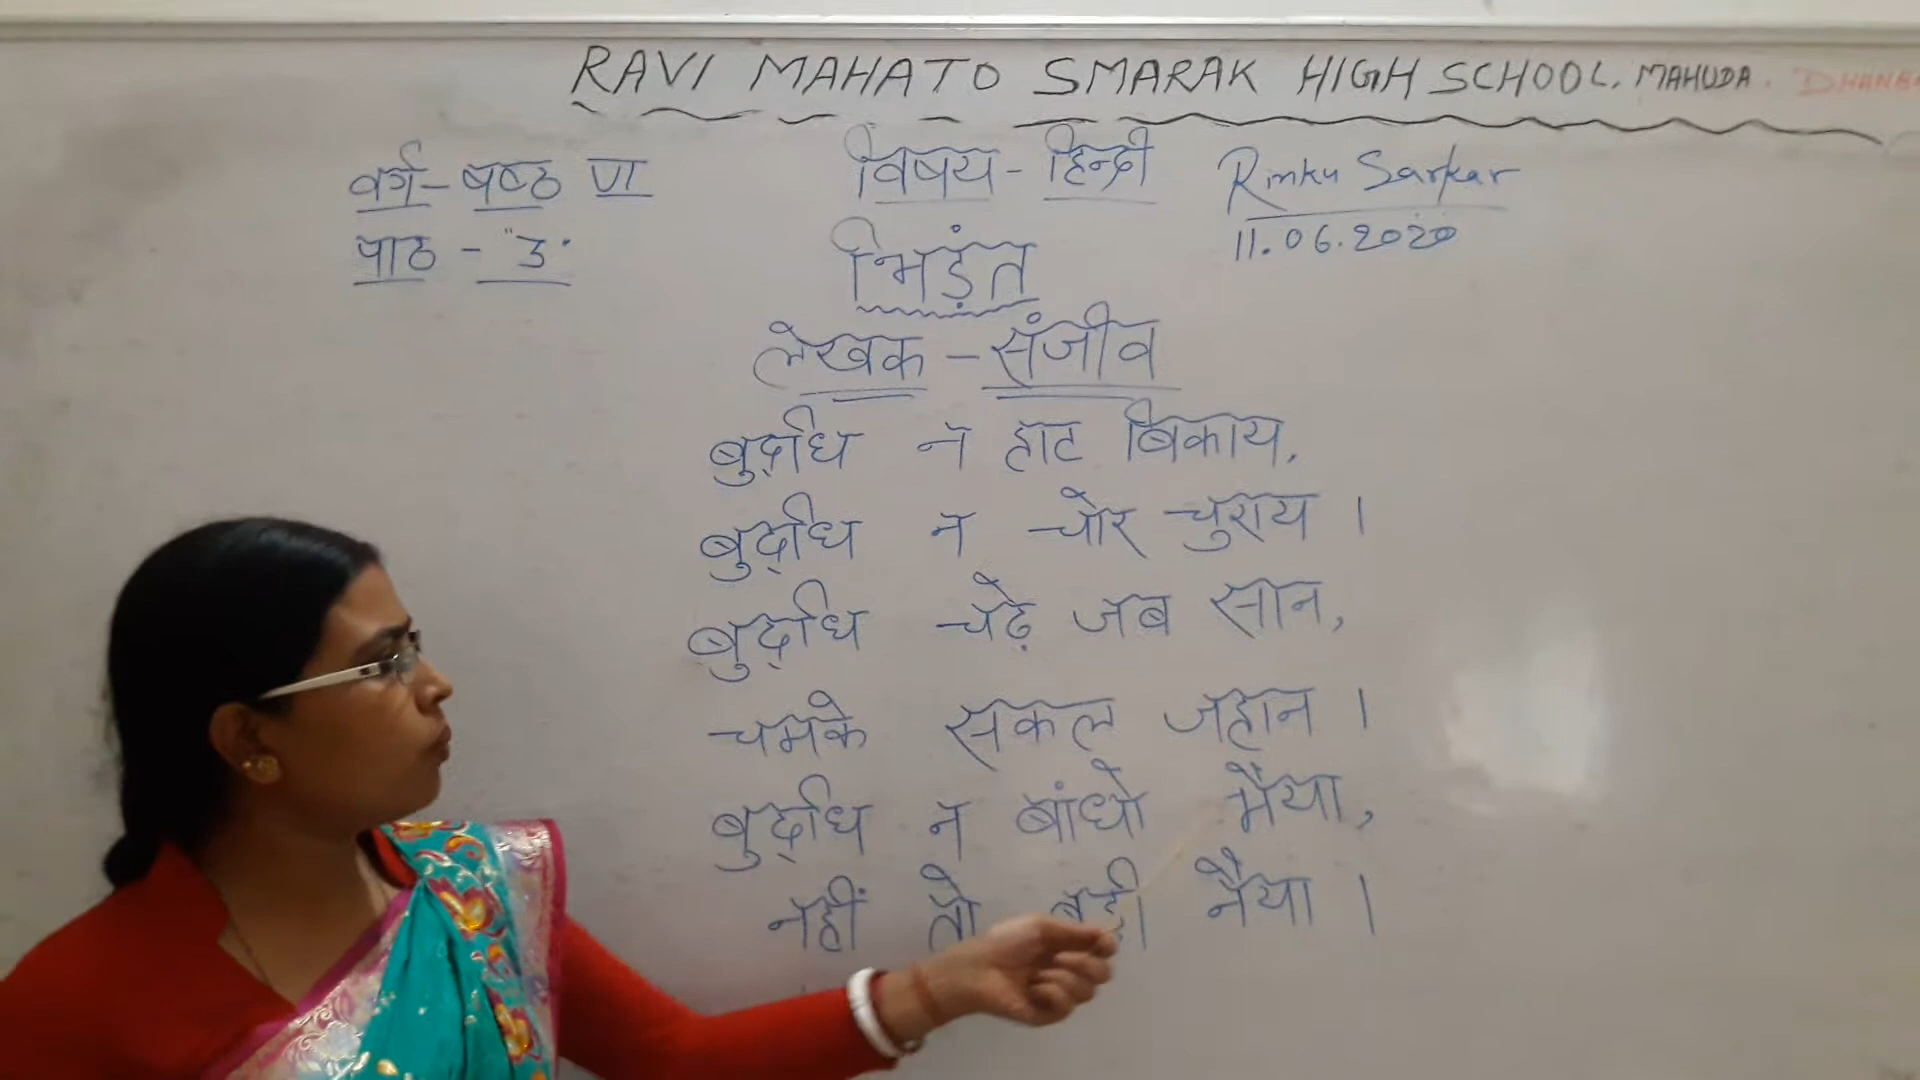 RAVI MAHATO SMARAK HIGH SCHOOL, MAHUDA.
वर्ग - षष्ठ VI
विषय - हिन्दी
Rinku Sarkar
पाठ - "3"
11.06.2020
भिड़ंत
लेखक - संजीव
बुद्धि न हाट बिकाय,
बुद्धि न चोर चुराय ।
बुद्धि चढ़े जब सान,
चमके सकल जहान ।
बुद्धि न बांधो भैया,
नहीं तो नैया ।